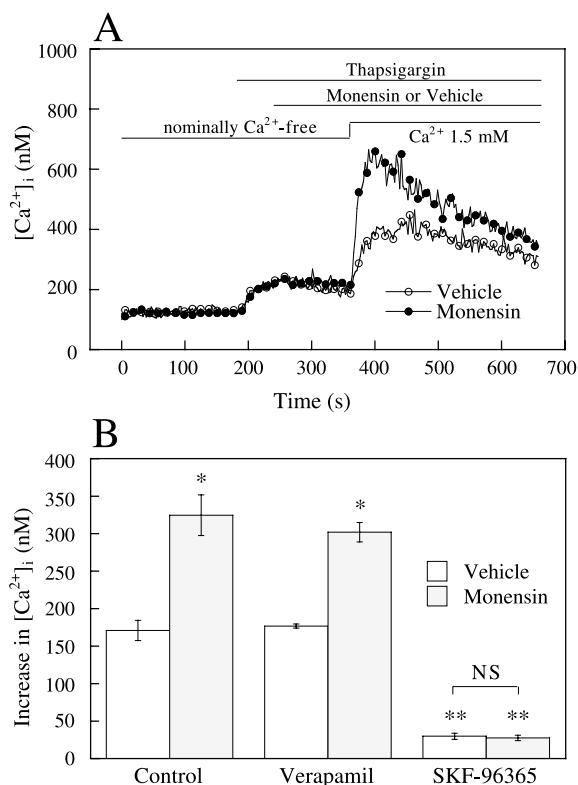 A
1000
800
600
400
200
0
[Ca²⁺]ᵢ (nM)
Thapsigargin
Monensin or Vehicle
nominally Ca²⁺-free
Ca²⁺ 1.5 mM
Vehicle
Monensin
0 100 200 300 400 500 600 700
Time (s)
B
400
350
300
250
200
150
100
50
0
Increase in [Ca²⁺]ᵢ (nM)
* *
Vehicle
Monensin
NS
** **
Control Verapamil SKF-96365